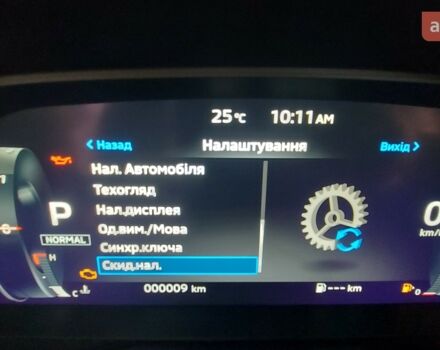 25°C 10:11AM
Назад Налаштування Вихід
Нал. Автомобіля
Техогляд
Нал.дисплея
Од.вим./Мова
Синхр.ключа
Скид.нал.
P
NORMAL
H
C
000009 km
--- km
0